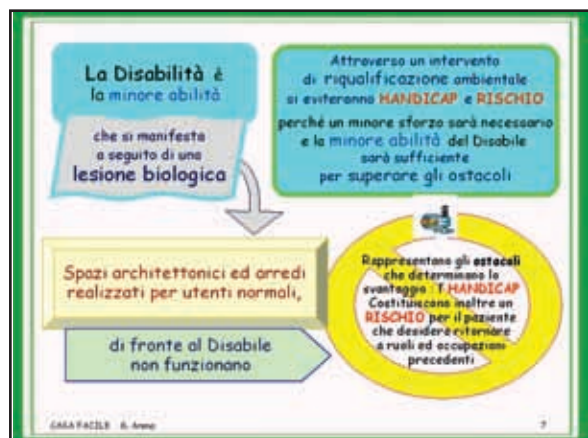 La Disabilità è
la minore abilità
che si manifesta
a seguito di una
lesione biologica
Attraverso un intervento
di riqualificazione ambientale
si eviteranno HANDICAP e RISCHIO
perché un minore sforzo sarà necessario
e la minore abilità del Disabile
sarà sufficiente
per superare gli ostacoli
Spazi architettonici ed arredi
realizzati per utenti normali,
di fronte al Disabile
non funzionano
Rappresentano gli ostacoli
che determinano lo
svantaggio: l' HANDICAP
Costituiscono inoltre un
RISCHIO per il paziente
che desidera ritornare
a ruoli ed occupazioni
precedenti
CASA FACILE
7